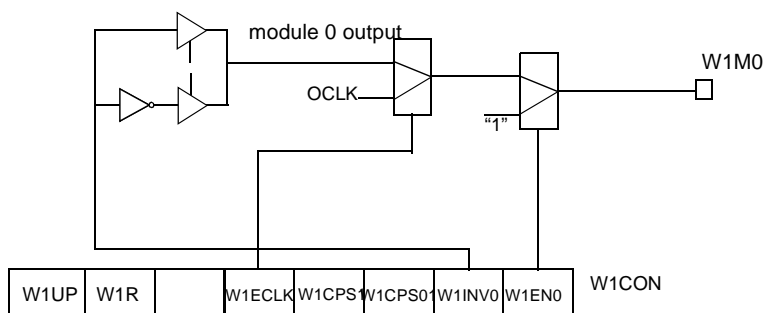 module 0 output
W1M0
OCLK
“1”
W1CON
W1UP W1R W1ECLK W1CPS1 W1CPS01 W1INV0 W1EN0